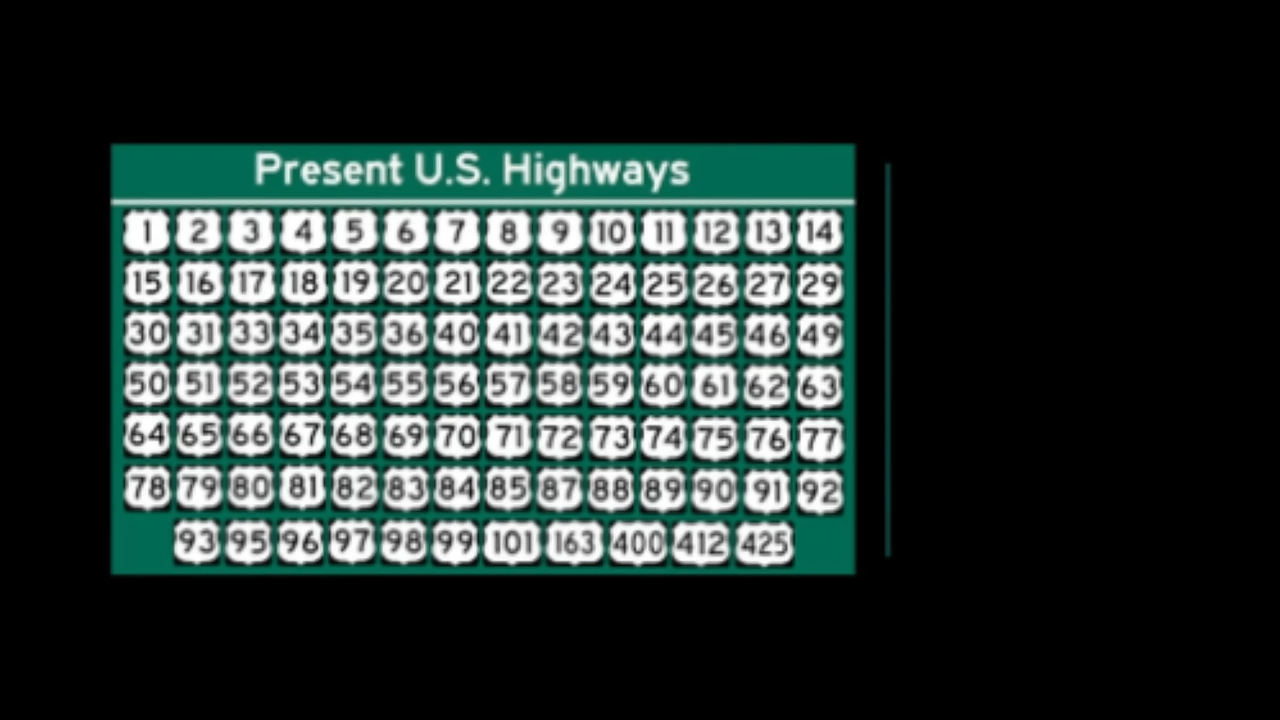 Present U.S. Highways
1 2 3 4 5 6 7 8 9 10 11 12 13 14
15 16 17 18 19 20 21 22 23 24 25 26 27 29
30 31 33 34 35 36 40 41 42 43 44 45 46 49
50 51 52 53 54 55 56 57 58 59 60 61 62 63
64 65 66 67 68 69 70 71 72 73 74 75 76 77
78 79 80 81 82 83 84 85 87 88 89 90 91 92
93 95 96 97 98 99 101 163 400 412 425